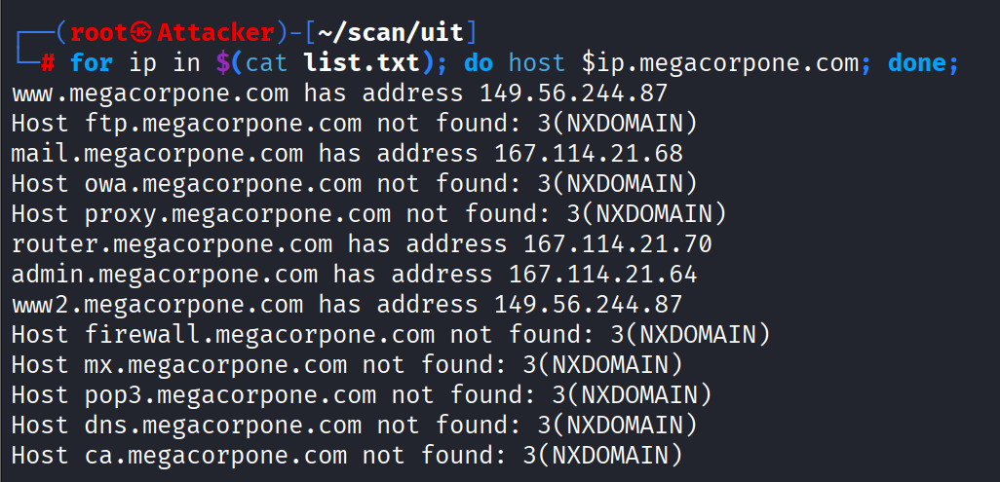 ┌──(root㉿Attacker)-[~/scan/uit]
└─# for ip in $(cat list.txt); do host $ip.megacorpone.com; done;
www.megacorpone.com has address 149.56.244.87
Host ftp.megacorpone.com not found: 3(NXDOMAIN)
mail.megacorpone.com has address 167.114.21.68
Host owa.megacorpone.com not found: 3(NXDOMAIN)
Host proxy.megacorpone.com not found: 3(NXDOMAIN)
router.megacorpone.com has address 167.114.21.70
admin.megacorpone.com has address 167.114.21.64
www2.megacorpone.com has address 149.56.244.87
Host firewall.megacorpone.com not found: 3(NXDOMAIN)
Host mx.megacorpone.com not found: 3(NXDOMAIN)
Host pop3.megacorpone.com not found: 3(NXDOMAIN)
Host dns.megacorpone.com not found: 3(NXDOMAIN)
Host ca.megacorpone.com not found: 3(NXDOMAIN)